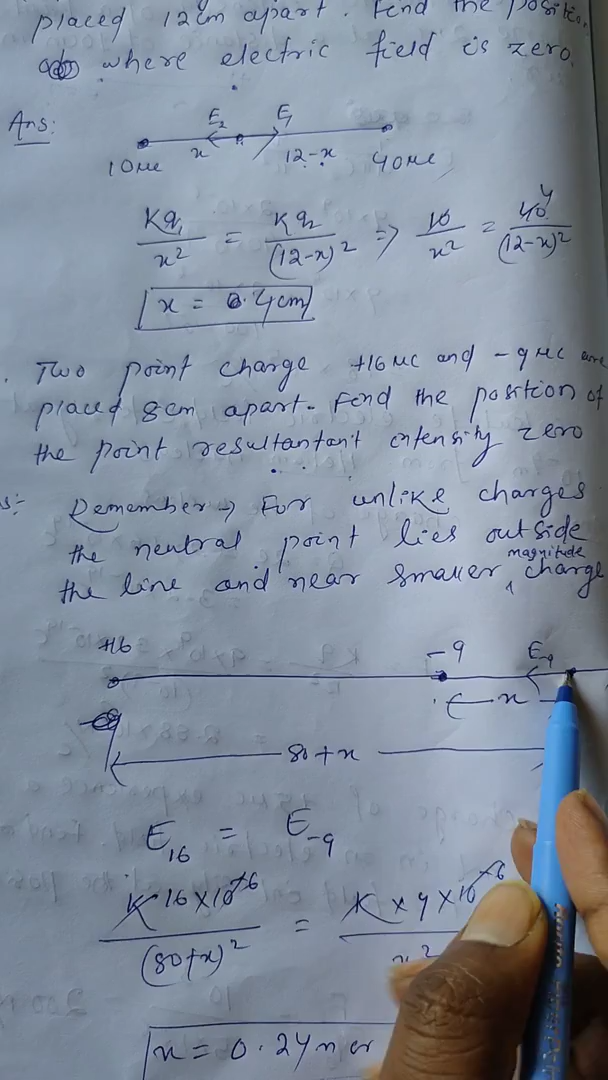 placed 12cm apart. Find the position
where electric field is zero.
Ans:
E₂ E₁
x 12-x
10μc 40μc
Kq₁/x² = Kq₂/(12-x)² => 10/x² = 40/(12-x)² 4
x = 0.4cm
Two point charge +16μc and -9μc are
placed 8cm apart. Find the position of
the point resultantant intensity zero
s:- Remember → For unlike charges
the neutral point lies outside
magnitude
the line and near smaller charge
+16 -9 E₋₉
x
80+x
E₁₆ = E₋₉
K 16×10⁻⁶/(80+x)² = K×9×10⁻⁶/x²
x = 0.24m or